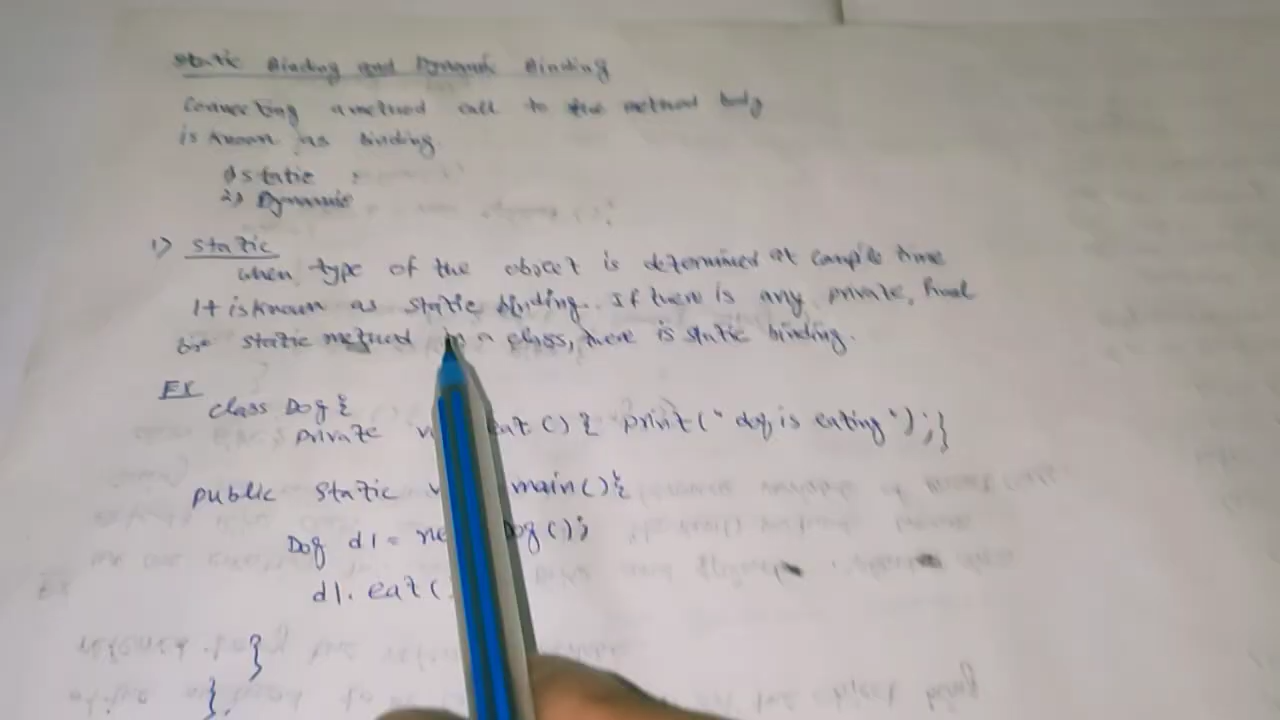 Static Binding and Dynamic Binding
Connecting a method call to the method body
is known as binding.
1) static
2) Dynamic
1) static
when type of the object is determined at compile time
It is known as static binding. If there is any private, final
or static method in a class, there is static binding.
Ex
class Dog {
private eat () { print (" dog is eating ") ; }
public static main() {
Dog d1 = Dog ();
d1. eat (
}
}.